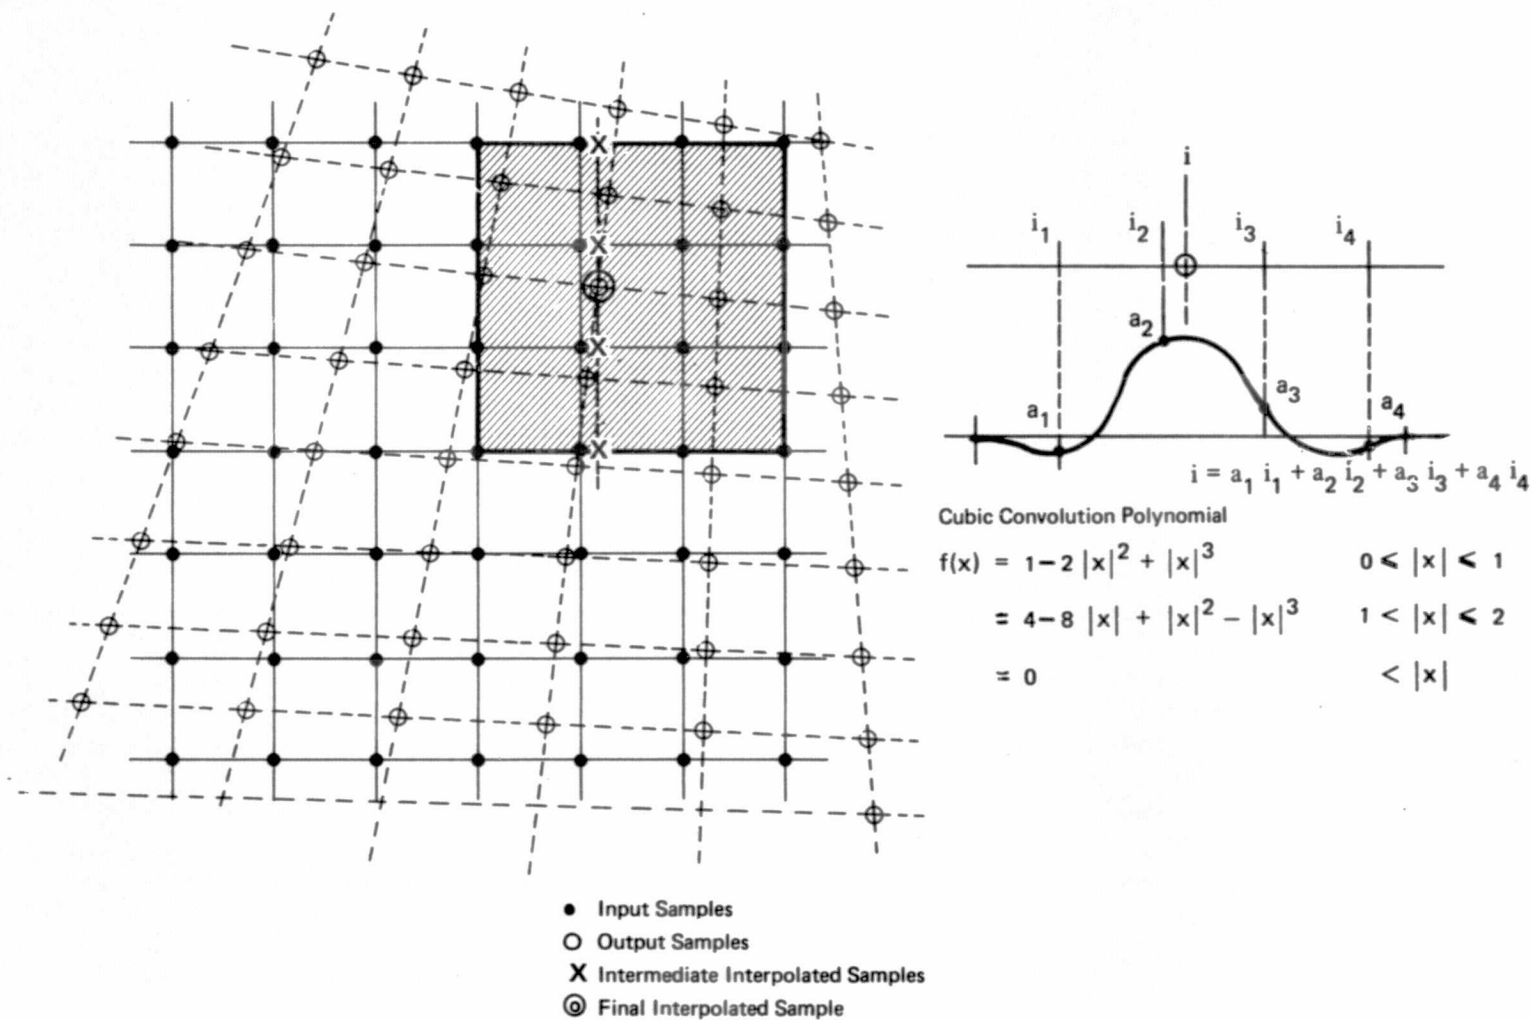 i
i₁ i₂ i₃ i₄
a₂
a₃
a₁ a₄
i = a₁ i₁ + a₂ i₂ + a₃ i₃ + a₄ i₄
Cubic Convolution Polynomial
f(x) = 1−2 |x|² + |x|³ 0 ⩽ |x| ⩽ 1
= 4−8 |x| + |x|² − |x|³ 1 < |x| ⩽ 2
= 0 < |x|
X
X
X
X
● Input Samples
○ Output Samples
X Intermediate Interpolated Samples
◎ Final Interpolated Sample